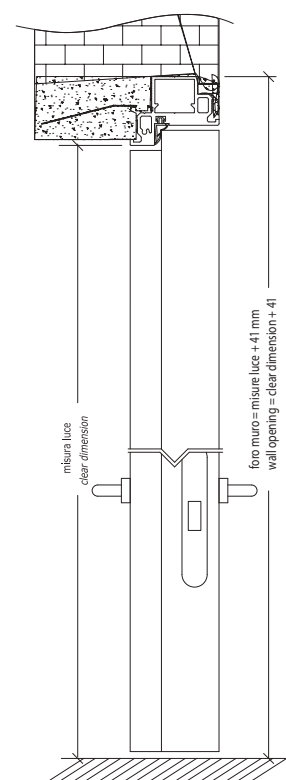 misura luce
clear dimension
foro muro = misure luce + 41 mm
wall opening = clear dimension + 41